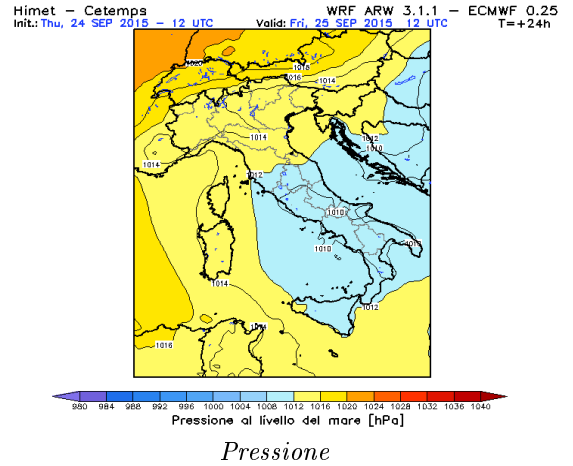 Himet – Cetemps WRF ARW 3.1.1 – ECMWF 0.25
Init.: Thu, 24 SEP 2015 – 12 UTC Valid: Fri, 25 SEP 2015 12 UTC T=+24h
1020
1016
1016 1014
1014
1012
1010
1014
1012
1010
1010
1014
1012
1014
1016
980 984 988 992 996 1000 1004 1008 1012 1016 1020 1024 1028 1032 1036 1040
Pressione al livello del mare [hPa]
Pressione